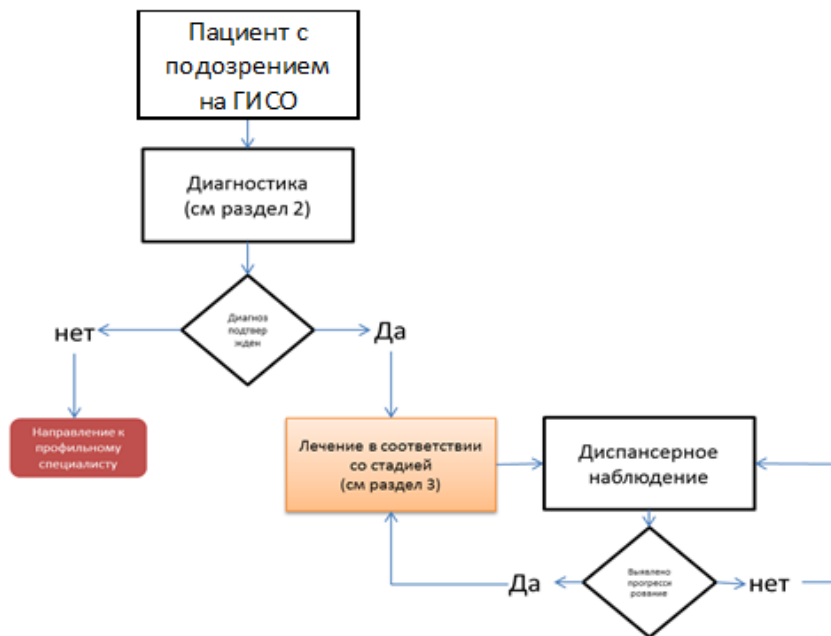 Пациент с
подозрением
на ГИСО
Диагностика
(см раздел 2)
Диагноз
подтвер
жден
нет
Да
Направление к
профильному
специалисту
Лечение в соответствии
со стадией
(см раздел 3)
Диспансерное
наблюдение
Выявлено
прогресси
рование
Да
нет